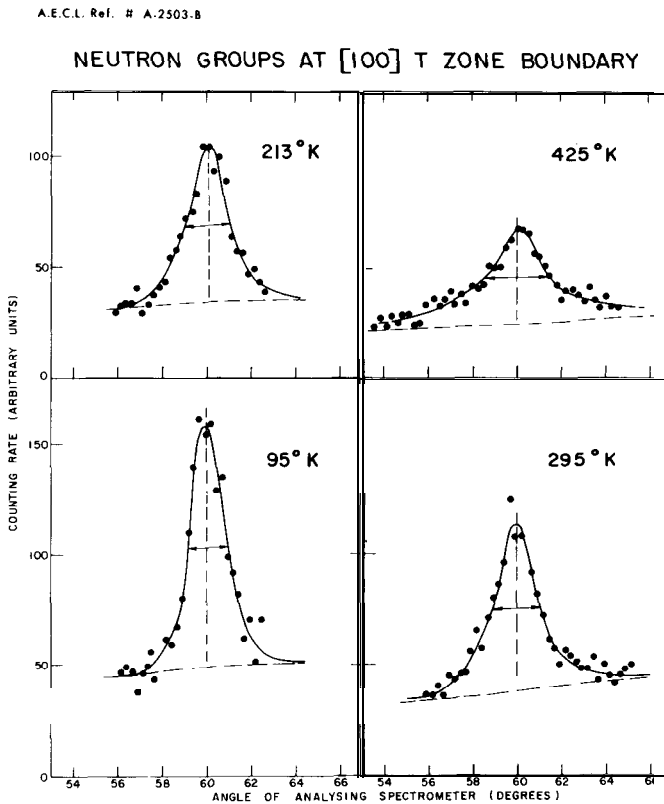 A.E.C.L. Ref. # A-2503-B
NEUTRON GROUPS AT [100] T ZONE BOUNDARY
213°K
425°K
100
50
0
95°K
295°K
150
100
50
0
COUNTING RATE (ARBITRARY UNITS)
54 56 58 60 62 64 66 54 56 58 60 62 64 66
ANGLE OF ANALYSING SPECTROMETER (DEGREES)